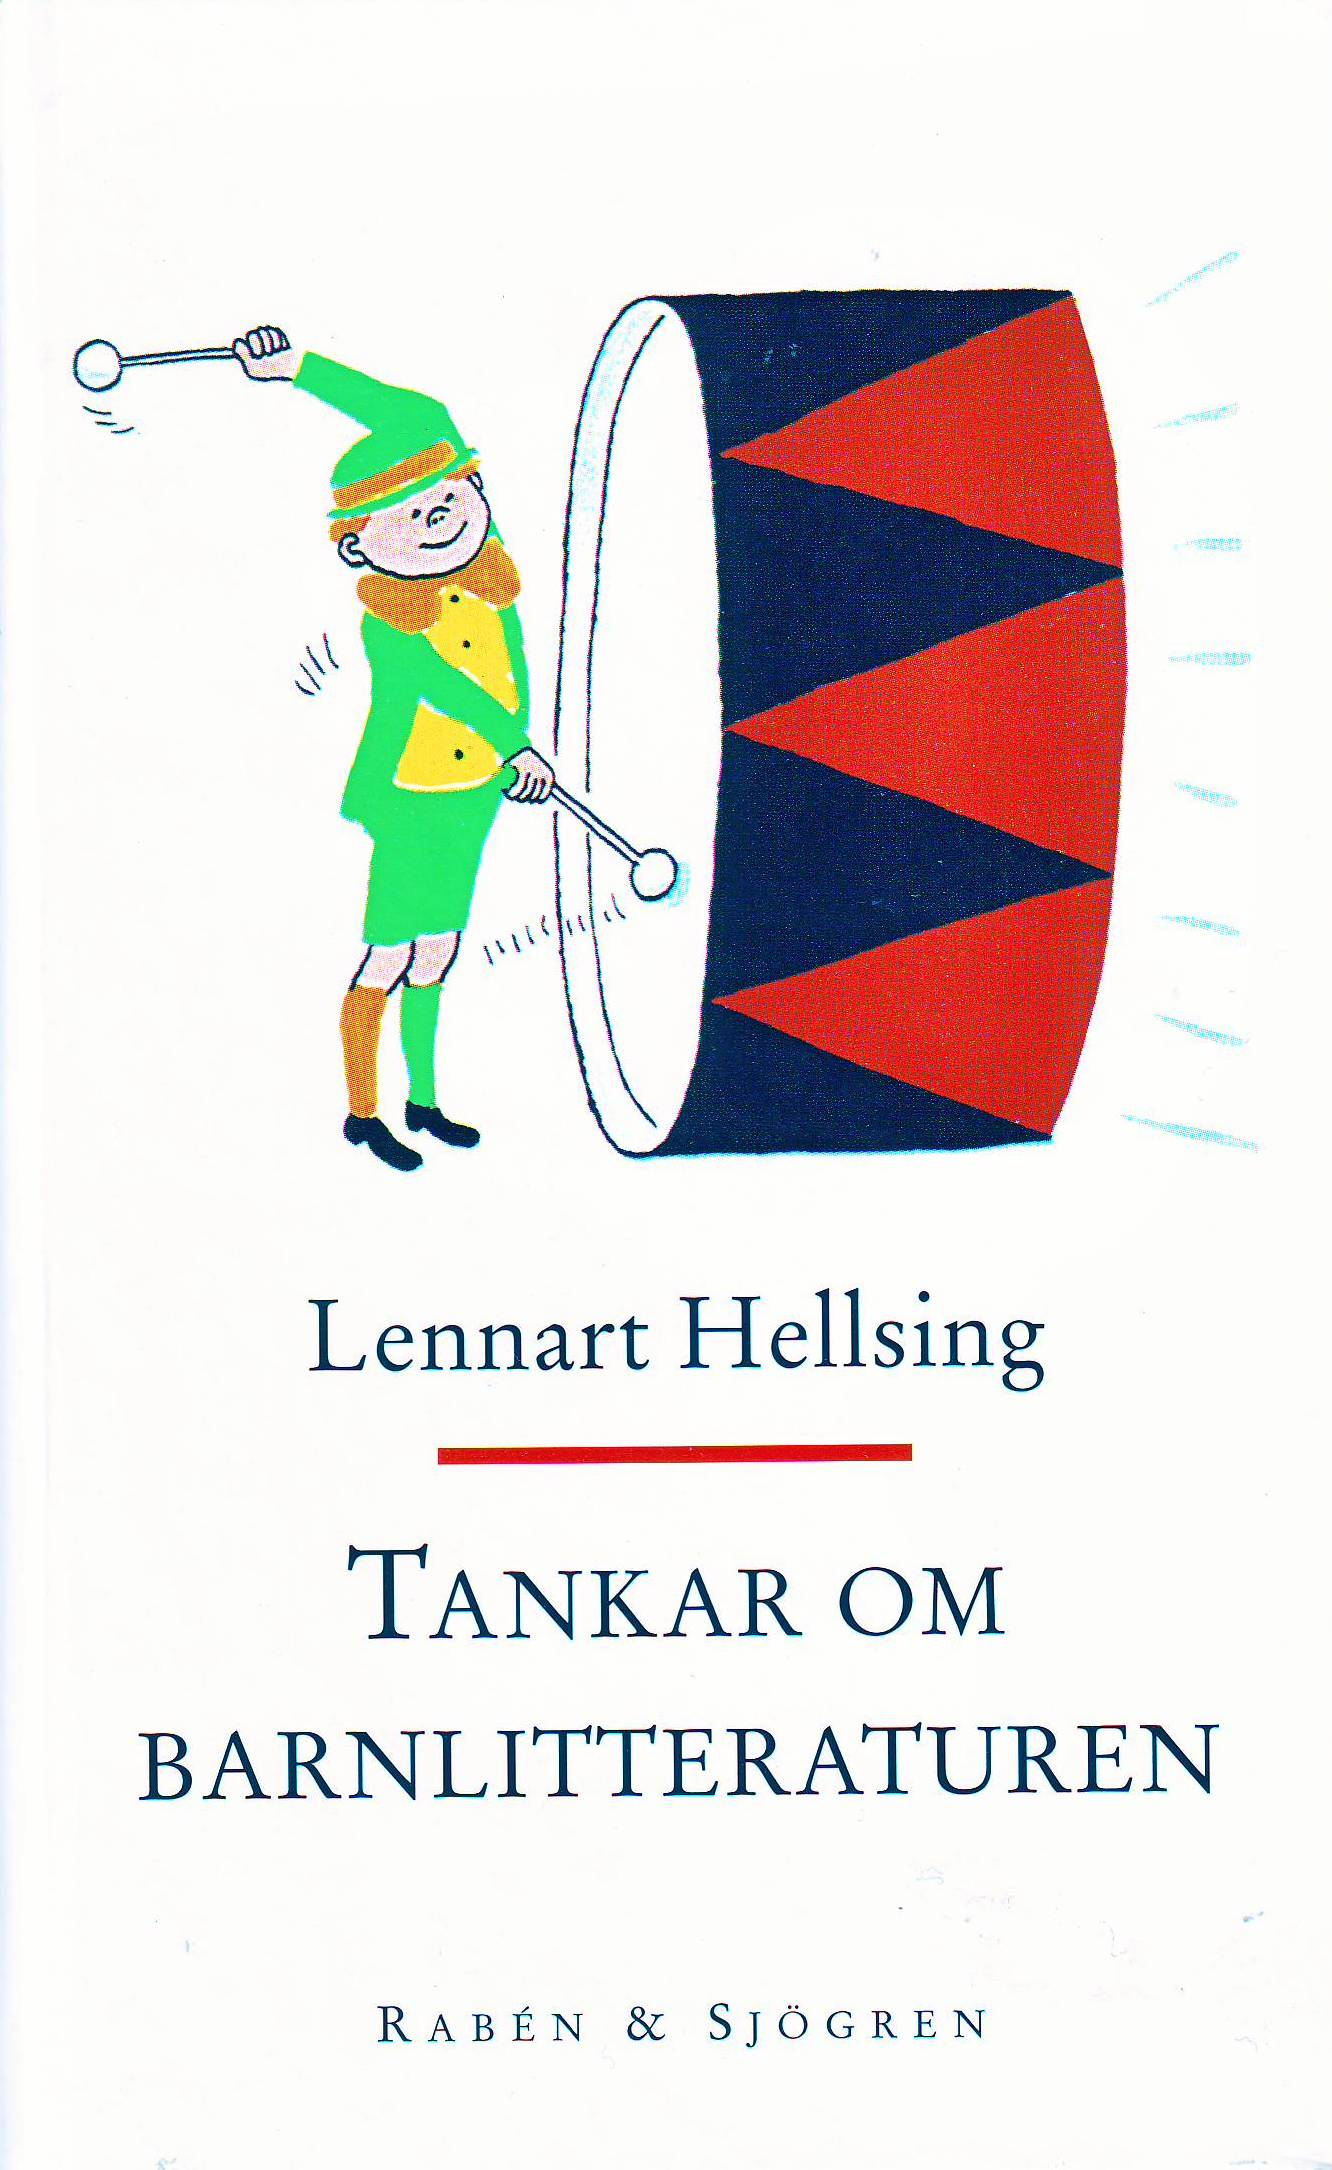 Lennart Hellsing
TANKAR OM
BARNLITTERATUREN
RABÉN & SJÖGREN